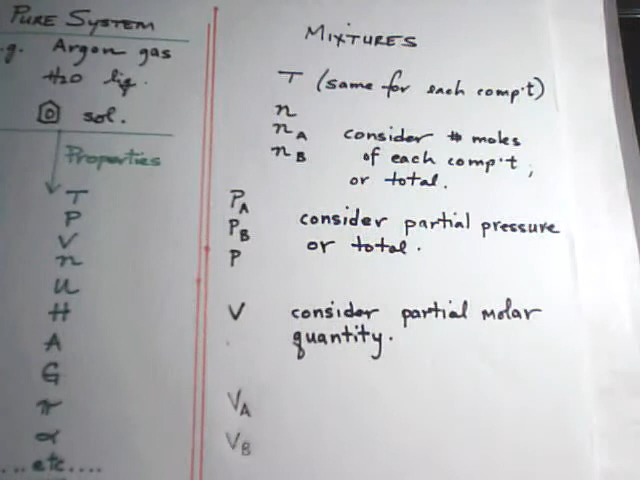 PURE SYSTEM
.g. Argon gas
H2O liq.
sol.
Properties
T
P
V
n
U
H
A
G
π
α
...etc....
MIXTURES
T (same for each comp't)
n
nA consider # moles
nB of each comp't,
or total.
PA
PB consider partial pressure
P or total.
V consider partial molar
quantity.
VA
VB